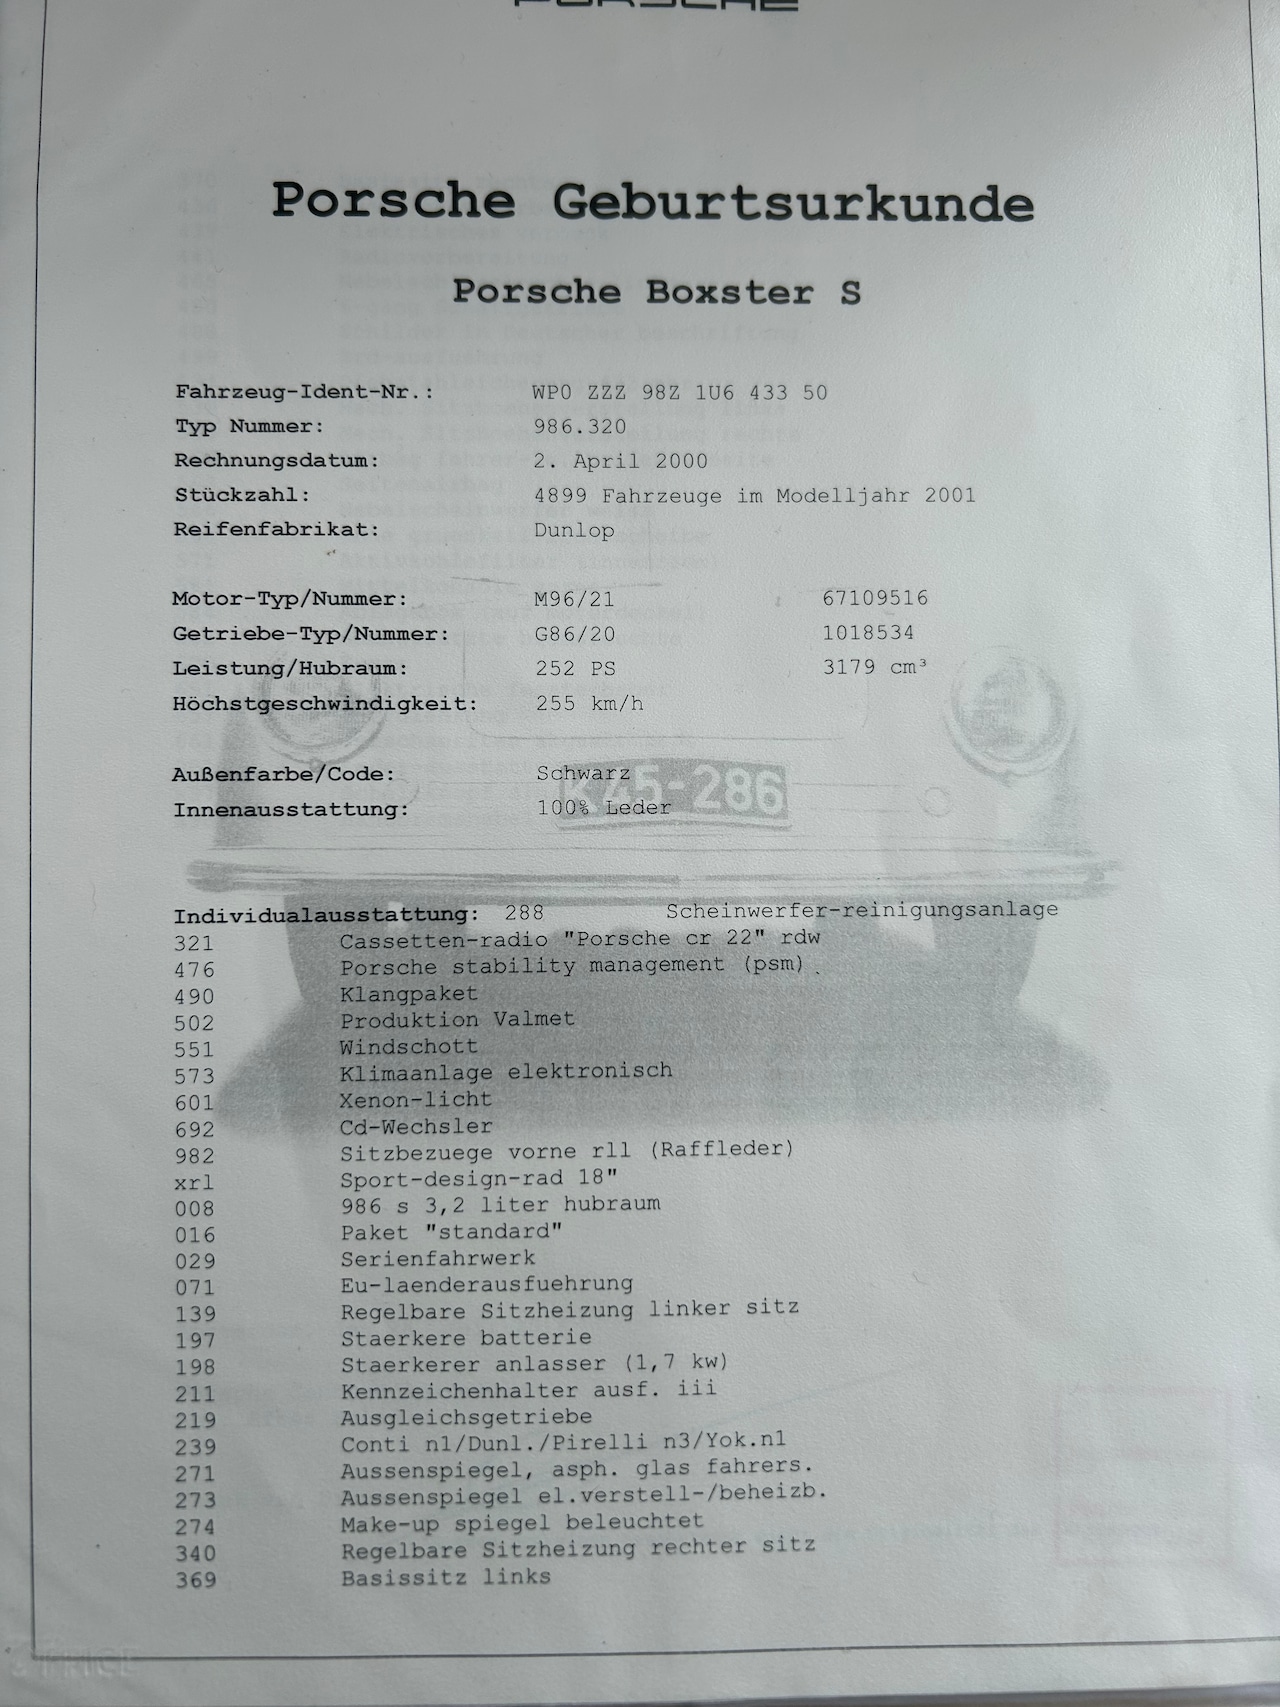 PORSCHE
Porsche Geburtsurkunde
Porsche Boxster S
Fahrzeug-Ident-Nr.: WP0 ZZZ 98Z 1U6 433 50
Typ Nummer: 986.320
Rechnungsdatum: 2. April 2000
Stückzahl: 4899 Fahrzeuge im Modelljahr 2001
Reifenfabrikat: Dunlop
Motor-Typ/Nummer: M96/21 67109516
Getriebe-Typ/Nummer: G86/20 1018534
Leistung/Hubraum: 252 PS 3179 cm³
Höchstgeschwindigkeit: 255 km/h
Außenfarbe/Code: Schwarz
K45-286
Innenausstattung: 100% Leder
Individualausstattung: 288 Scheinwerfer-reinigungsanlage
321 Cassetten-radio "Porsche cr 22" rdw
476 Porsche stability management (psm)
490 Klangpaket
502 Produktion Valmet
551 Windschott
573 Klimaanlage elektronisch
601 Xenon-licht
692 Cd-Wechsler
982 Sitzbezuege vorne rll (Raffleder)
xrl Sport-design-rad 18"
008 986 s 3,2 liter hubraum
016 Paket "standard"
029 Serienfahrwerk
071 Eu-laenderausfuehrung
139 Regelbare Sitzheizung linker sitz
197 Staerkere batterie
198 Staerkerer anlasser (1,7 kw)
211 Kennzeichenhalter ausf. iii
219 Ausgleichsgetriebe
239 Conti n1/Dunl./Pirelli n3/Yok.n1
271 Aussenspiegel, asph. glas fahrers.
273 Aussenspiegel el.verstell-/beheizb.
274 Make-up spiegel beleuchtet
340 Regelbare Sitzheizung rechter sitz
369 Basissitz links